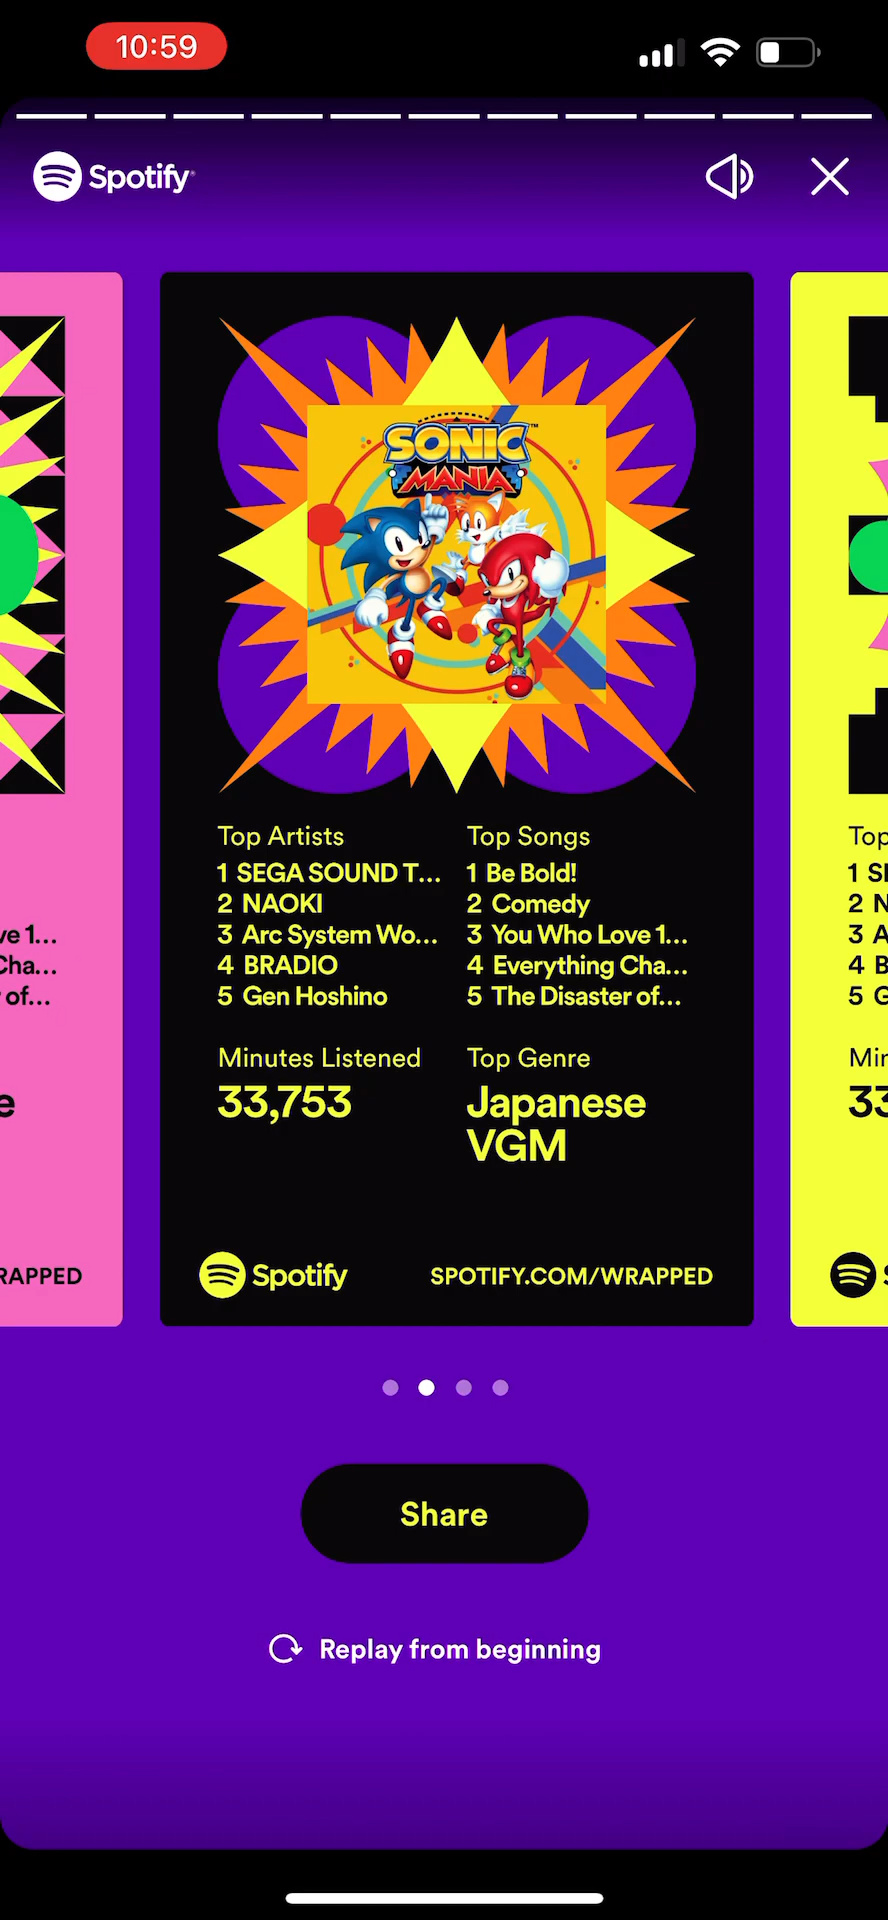 10:59
Spotify
SONIC
MANIA
Top Artists
1 SEGA SOUND T...
2 NAOKI
3 Arc System Wo...
4 BRADIO
5 Gen Hoshino
Top Songs
1 Be Bold!
2 Comedy
3 You Who Love 1...
4 Everything Cha...
5 The Disaster of...
Minutes Listened
33,753
Top Genre
Japanese
VGM
Spotify
SPOTIFY.COM/WRAPPED
Share
Replay from beginning